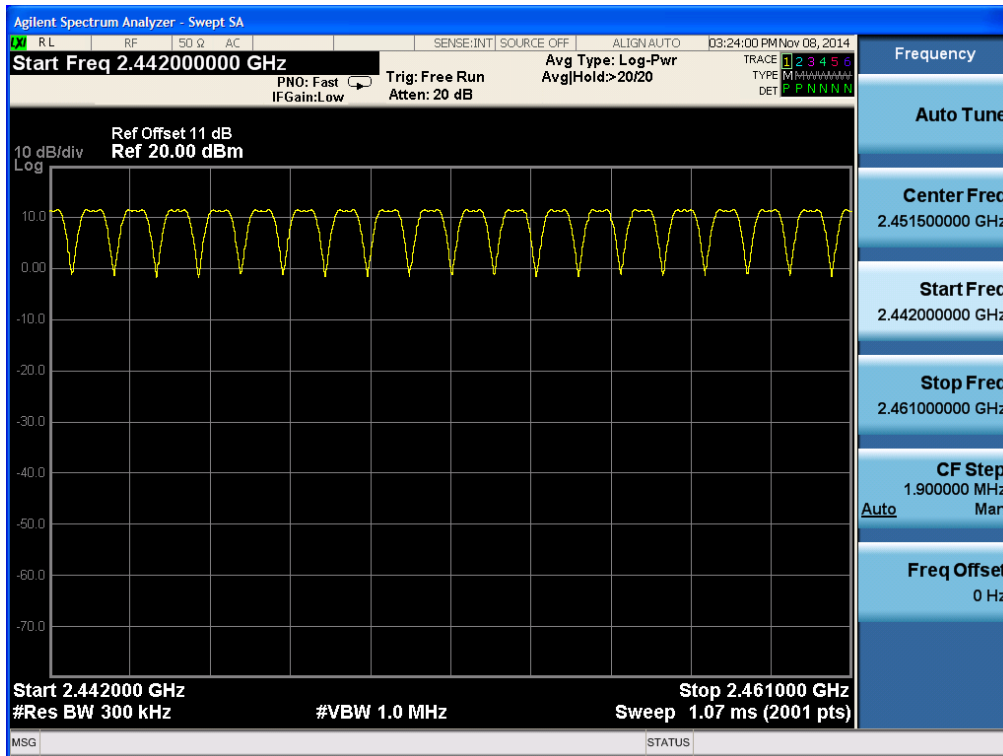 Agilent Spectrum Analyzer - Swept SA
LXI RL RF 50 Ω AC SENSE:INT SOURCE OFF ALIGNAUTO 03:24:00 PM Nov 08, 2014
Start Freq 2.442000000 GHz
PNO: Fast
IFGain:Low
Trig: Free Run
Atten: 20 dB
Avg Type: Log-Pwr
Avg|Hold:>20/20
TRACE 1 2 3 4 5 6
TYPE M M W W W W
DET P P N N N N
Frequency
Auto Tune
Center Freq
2.451500000 GHz
Start Freq
2.442000000 GHz
Stop Freq
2.461000000 GHz
CF Step
1.900000 MHz
Auto Man
Freq Offset
0 Hz
Ref Offset 11 dB
10 dB/div Ref 20.00 dBm
Log
10.0
0.00
-10.0
-20.0
-30.0
-40.0
-50.0
-60.0
-70.0
Start 2.442000 GHz Stop 2.461000 GHz
#Res BW 300 kHz #VBW 1.0 MHz Sweep 1.07 ms (2001 pts)
MSG STATUS